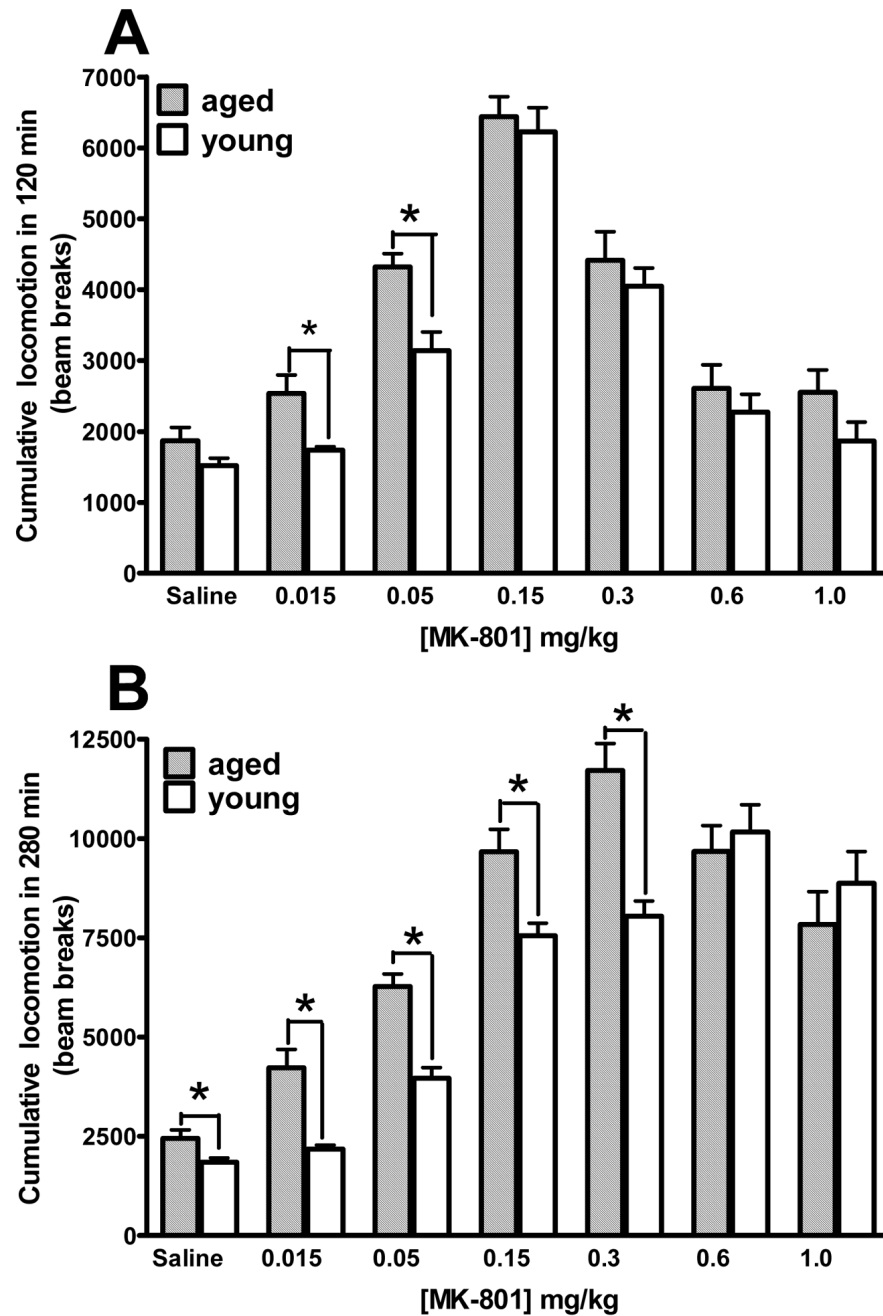 A
7000
6000
5000
4000
3000
2000
1000
0
Cumulative locomotion in 120 min
(beam breaks)
aged
young
*
*
Saline 0.015 0.05 0.15 0.3 0.6 1.0
[MK-801] mg/kg
B
12500
10000
7500
5000
2500
0
Cumulative locomotion in 280 min
(beam breaks)
aged
young
*
*
*
*
*
Saline 0.015 0.05 0.15 0.3 0.6 1.0
[MK-801] mg/kg